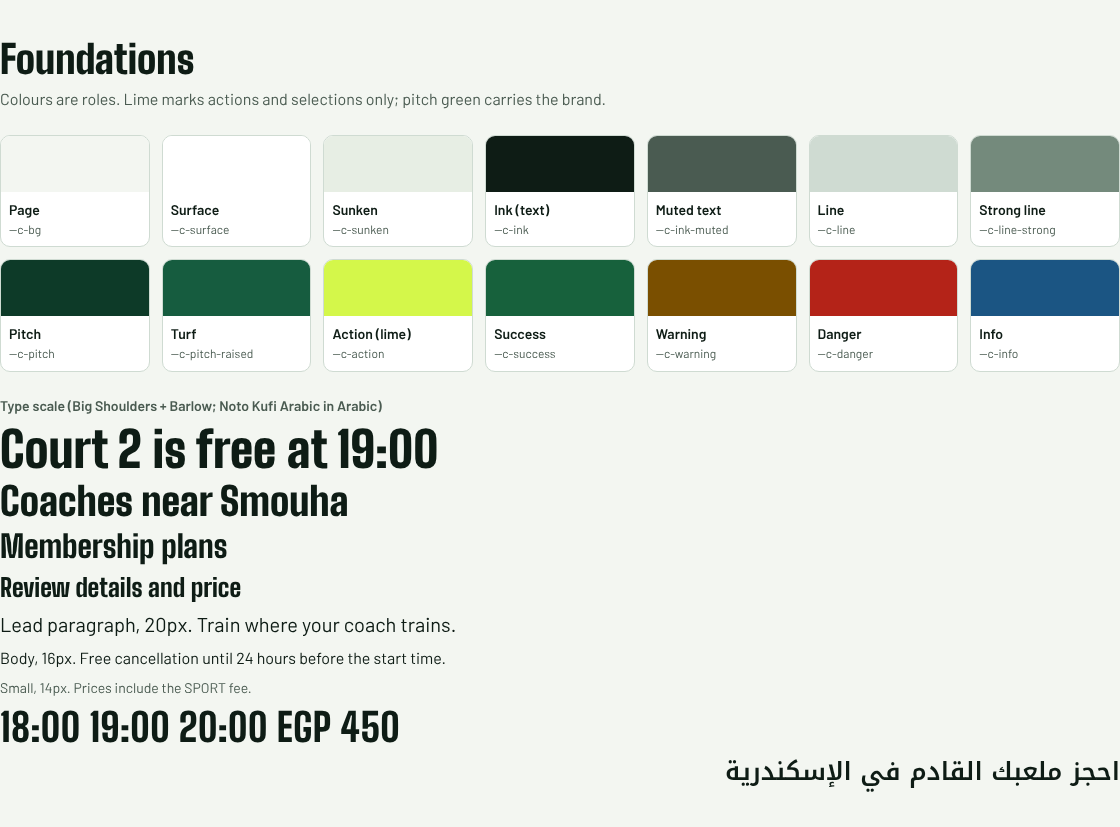 Foundations
Colours are roles. Lime marks actions and selections only; pitch green carries the brand.
Page Surface Sunken Ink (text) Muted text Line Strong line
--c-bg --c-surface --c-sunken --c-ink --c-ink-muted --c-line --c-line-strong
Pitch Turf Action (lime) Success Warning Danger Info
--c-pitch --c-pitch-raised --c-action --c-success --c-warning --c-danger --c-info
Type scale (Big Shoulders + Barlow; Noto Kufi Arabic in Arabic)
Court 2 is free at 19:00
Coaches near Smouha
Membership plans
Review details and price
Lead paragraph, 20px. Train where your coach trains.
Body, 16px. Free cancellation until 24 hours before the start time.
Small, 14px. Prices include the SPORT fee.
18:00 19:00 20:00 EGP 450
احجز ملعبك القادم في الإسكندرية